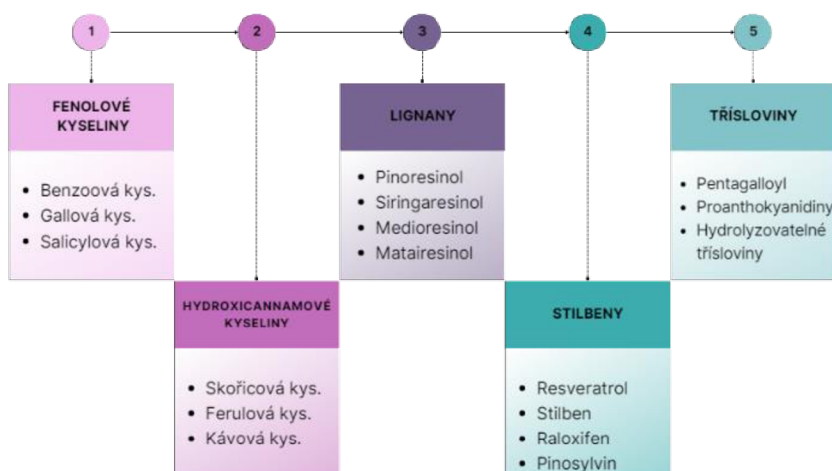 1
2
3
4
5
FENOLOVÉ
KYSELINY
• Benzoová kys.
• Gallová kys.
• Salicylová kys.
HYDROXICANNAMOVÉ
KYSELINY
• Skořicová kys.
• Ferulová kys.
• Kávová kys.
LIGNANY
• Pinoresinol
• Siringaresinol
• Medioresinol
• Matairesinol
STILBENY
• Resveratrol
• Stilben
• Raloxifen
• Pinosylvin
TŘÍSLOVINY
• Pentagalloyl
• Proanthokyanidiny
• Hydrolyzovatelné
třísloviny